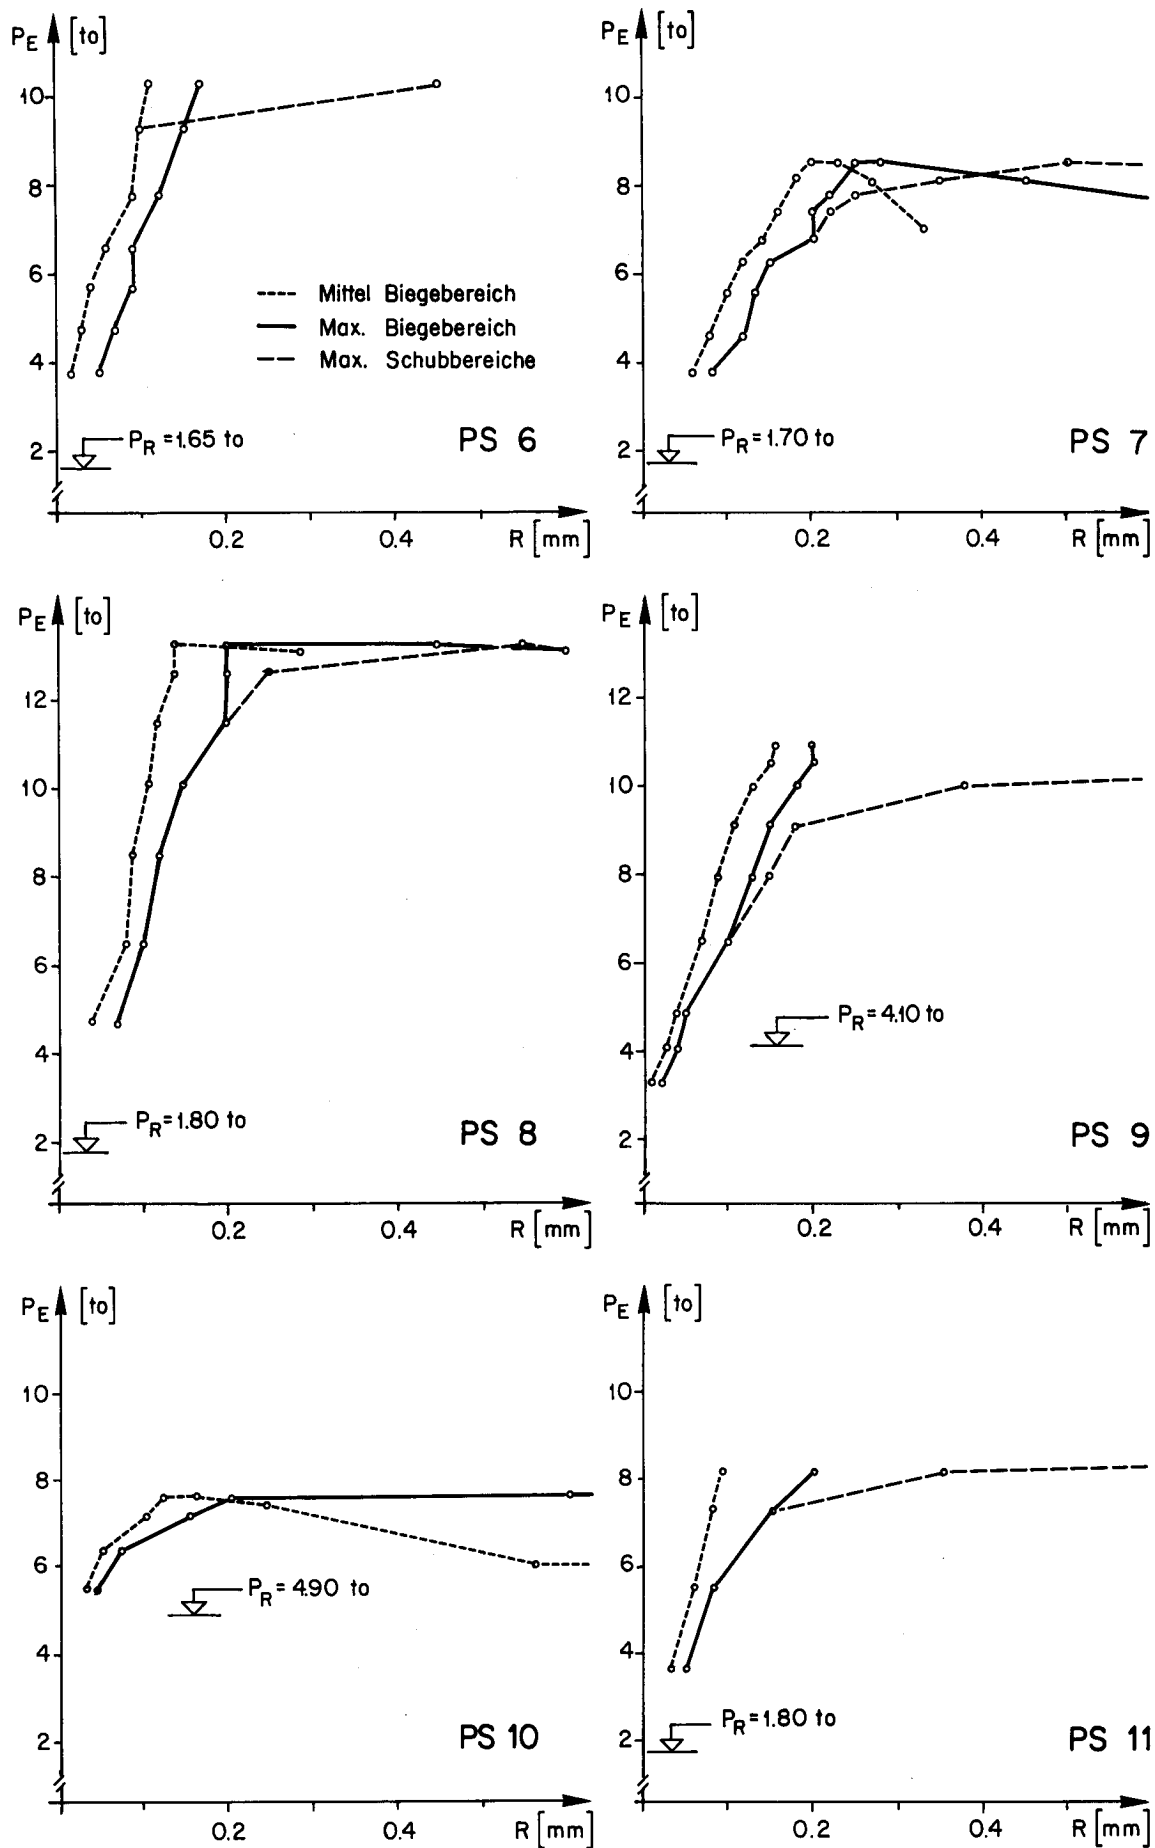 P_E [to]
10
8
6
4
2
Mittel Biegebereich
Max. Biegebereich
Max. Schubbereiche
P_R = 1.65 to
PS 6
0.2 0.4 R [mm]
P_E [to]
10
8
6
4
2
P_R = 1.70 to
PS 7
0.2 0.4 R [mm]
P_E [to]
12
10
8
6
4
2
P_R = 1.80 to
PS 8
0.2 0.4 R [mm]
P_E [to]
12
10
8
6
4
2
P_R = 4.10 to
PS 9
0.2 0.4 R [mm]
P_E [to]
10
8
6
4
2
P_R = 4.90 to
PS 10
0.2 0.4 R [mm]
P_E [to]
10
8
6
4
2
P_R = 1.80 to
PS 11
0.2 0.4 R [mm]